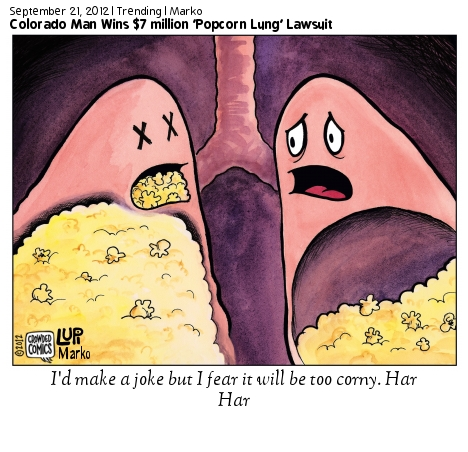 September 21, 2012 | Trending | Marko
Colorado Man Wins $7 million 'Popcorn Lung' Lawsuit
©2012
CROWDED
COMICS
LUP
Marko
I'd make a joke but I fear it will be too corny. Har
Har